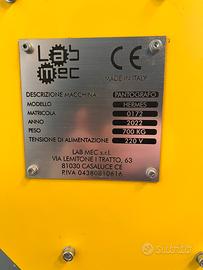 Lab
mec
CE
MADE IN ITALY
DESCRIZIONE MACCHINA PANTOGRAFO
MODELLO HERMES
MATRICOLA 0172
ANNO 2022
PESO 700 KG
TENSIONE DI ALIMENTAZIONE 220 V
LAB MEC s.r.l.
VIA LEMITONE I TRATTO, 63
81030 CASALUCE CE
P.IVA 04380810616
Subito.it